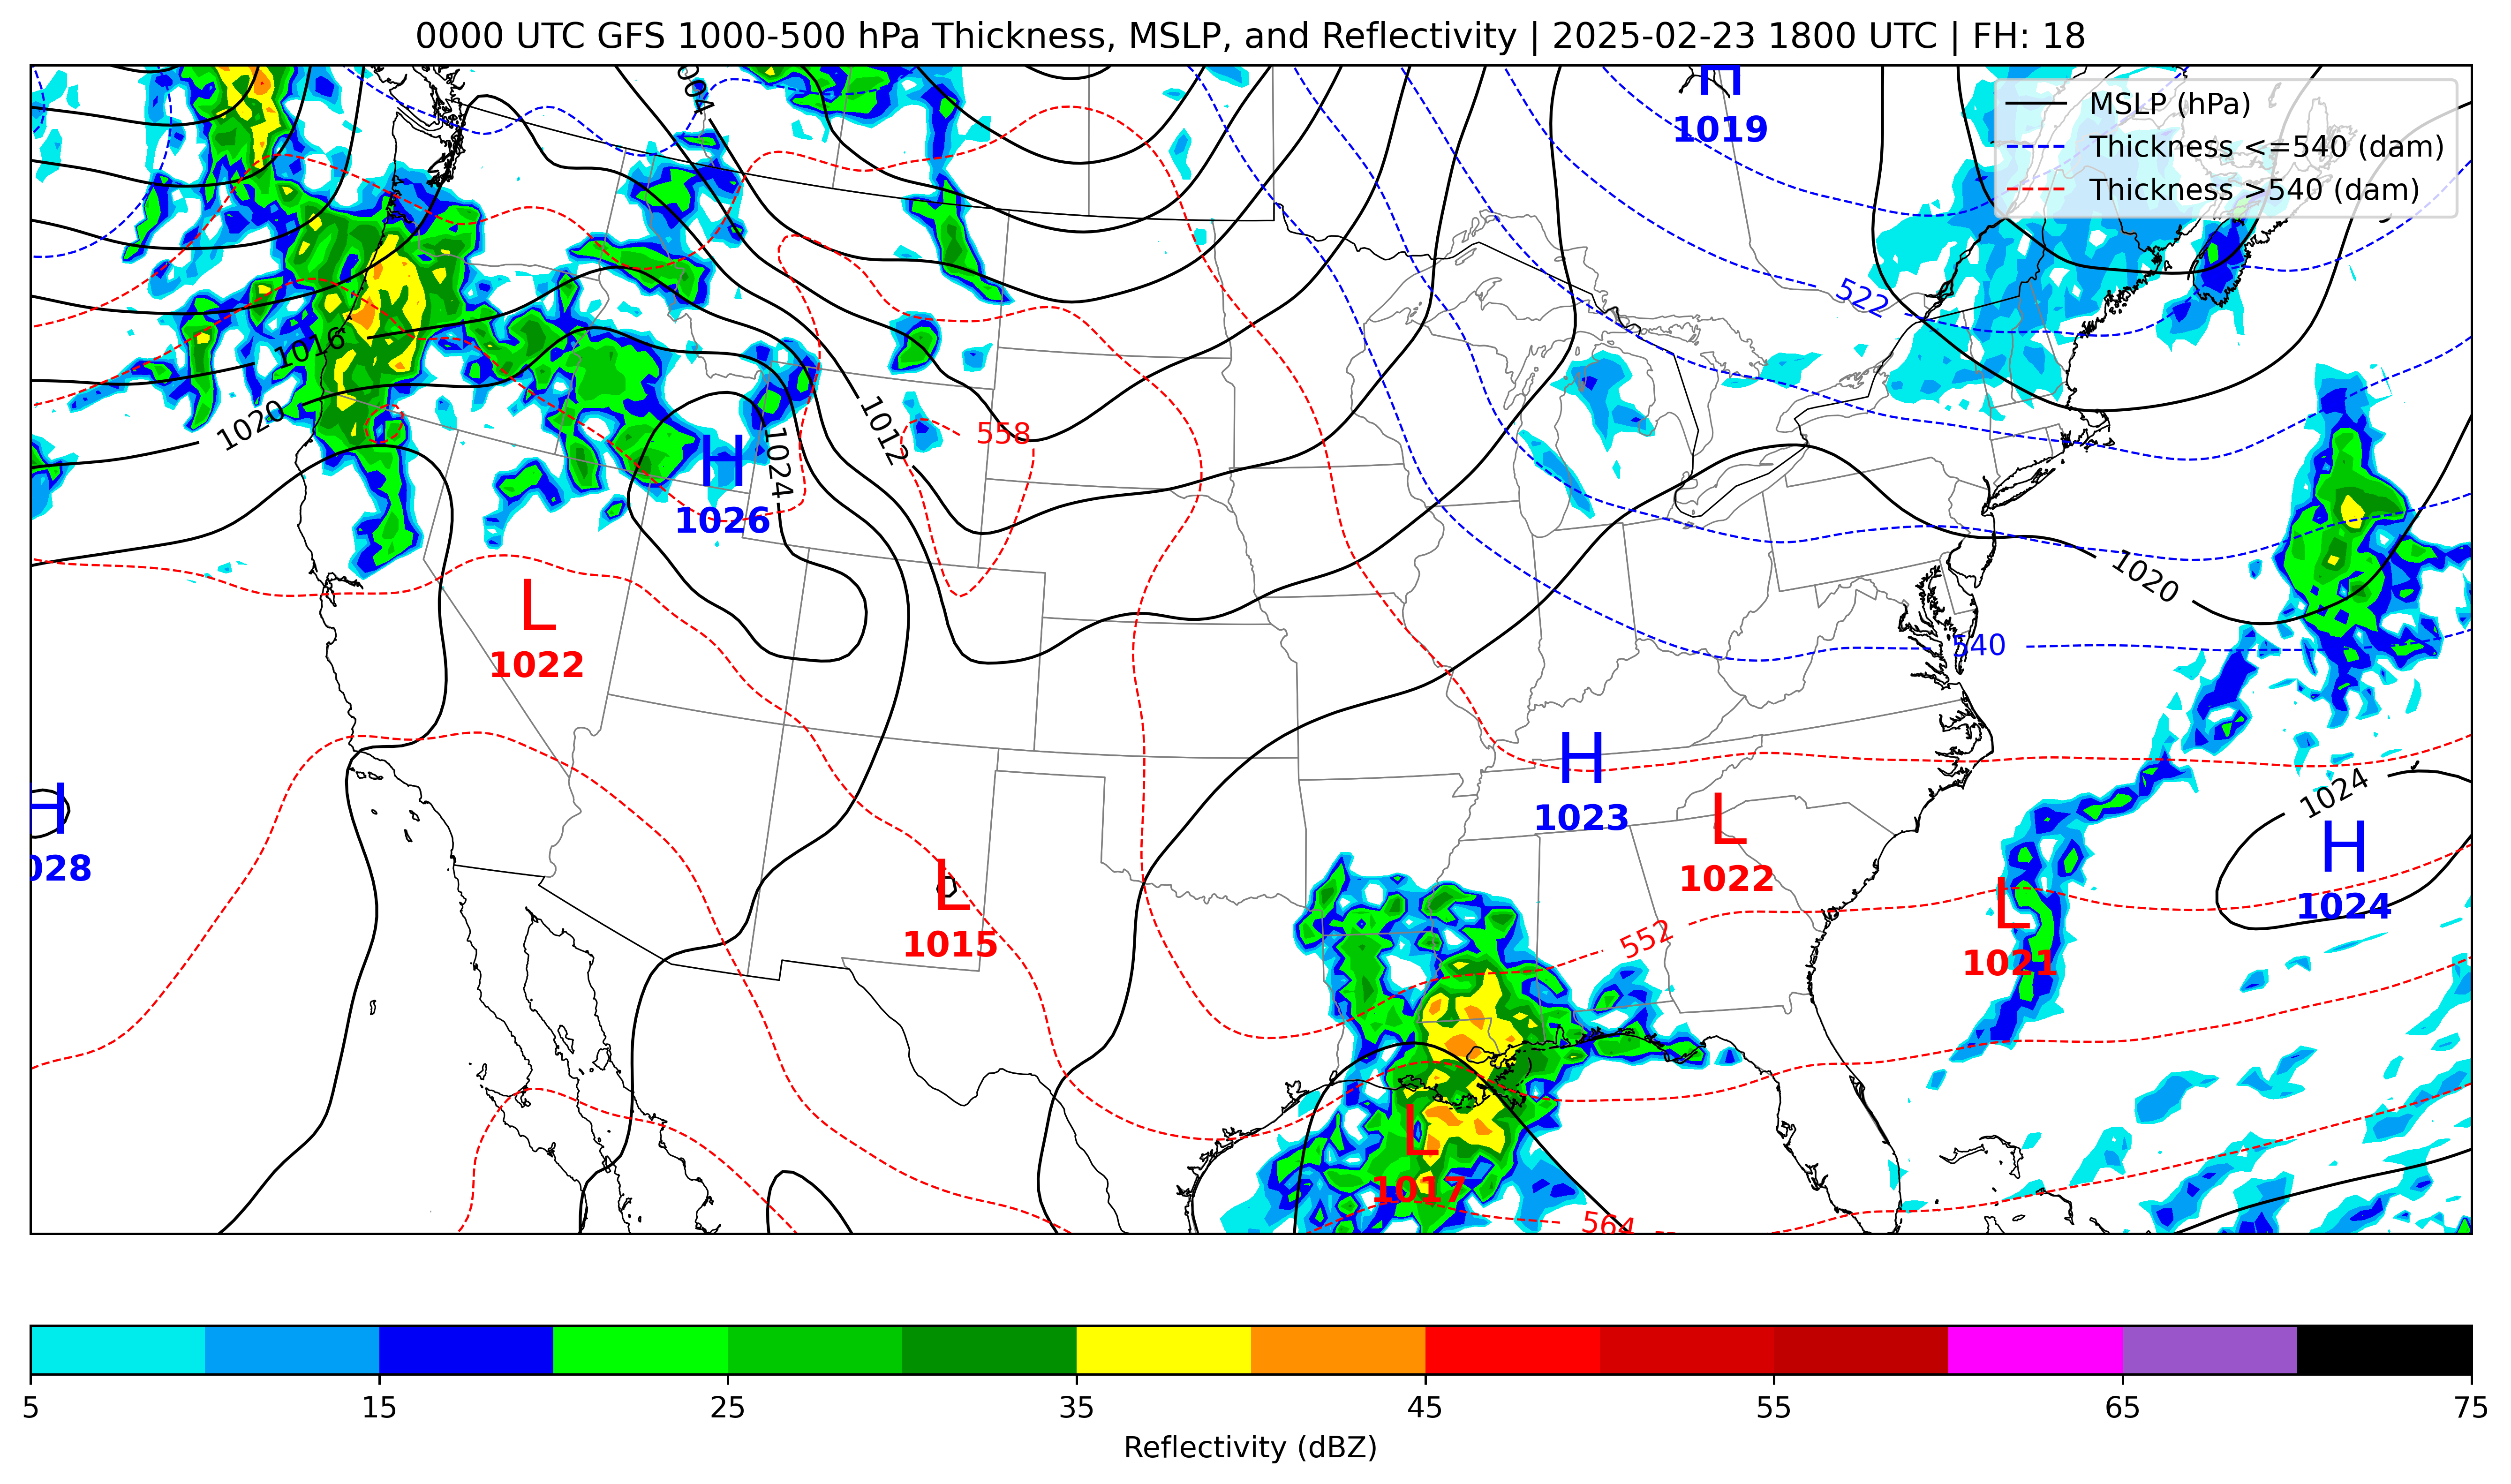 0000 UTC GFS 1000-500 hPa Thickness, MSLP, and Reflectivity | 2025-02-23 1800 UTC | FH: 18
MSLP (hPa)
Thickness <=540 (dam)
Thickness >540 (dam)
H
1019
522
1016
1020
1012
558
1024
H
1026
1020
L
1022
540
H
1023
H
028
L
1022
1024
H
1024
L
1015
L
1021
552
L
1017
564
5 15 25 35 45 55 65 75
Reflectivity (dBZ)